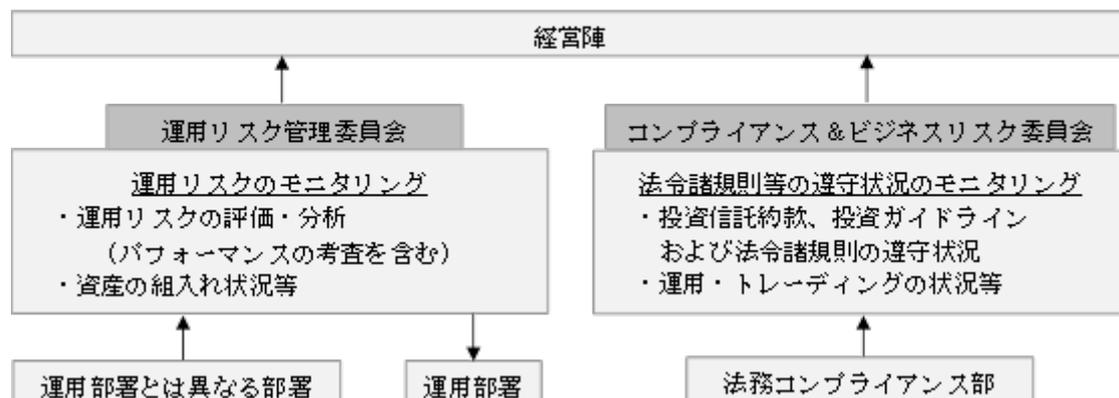 経営陣
運用リスク管理委員会
運用リスクのモニタリング
・運用リスクの評価・分析
（パフォーマンスの考査を含む）
・資産の組入れ状況等
コンプライアンス＆ビジネスリスク委員会
法令諸規則等の遵守状況のモニタリング
・投資信託約款、投資ガイドライン
および法令諸規則の遵守状況
・運用・トレーディングの状況等
運用部署とは異なる部署
運用部署
法務コンプライアンス部